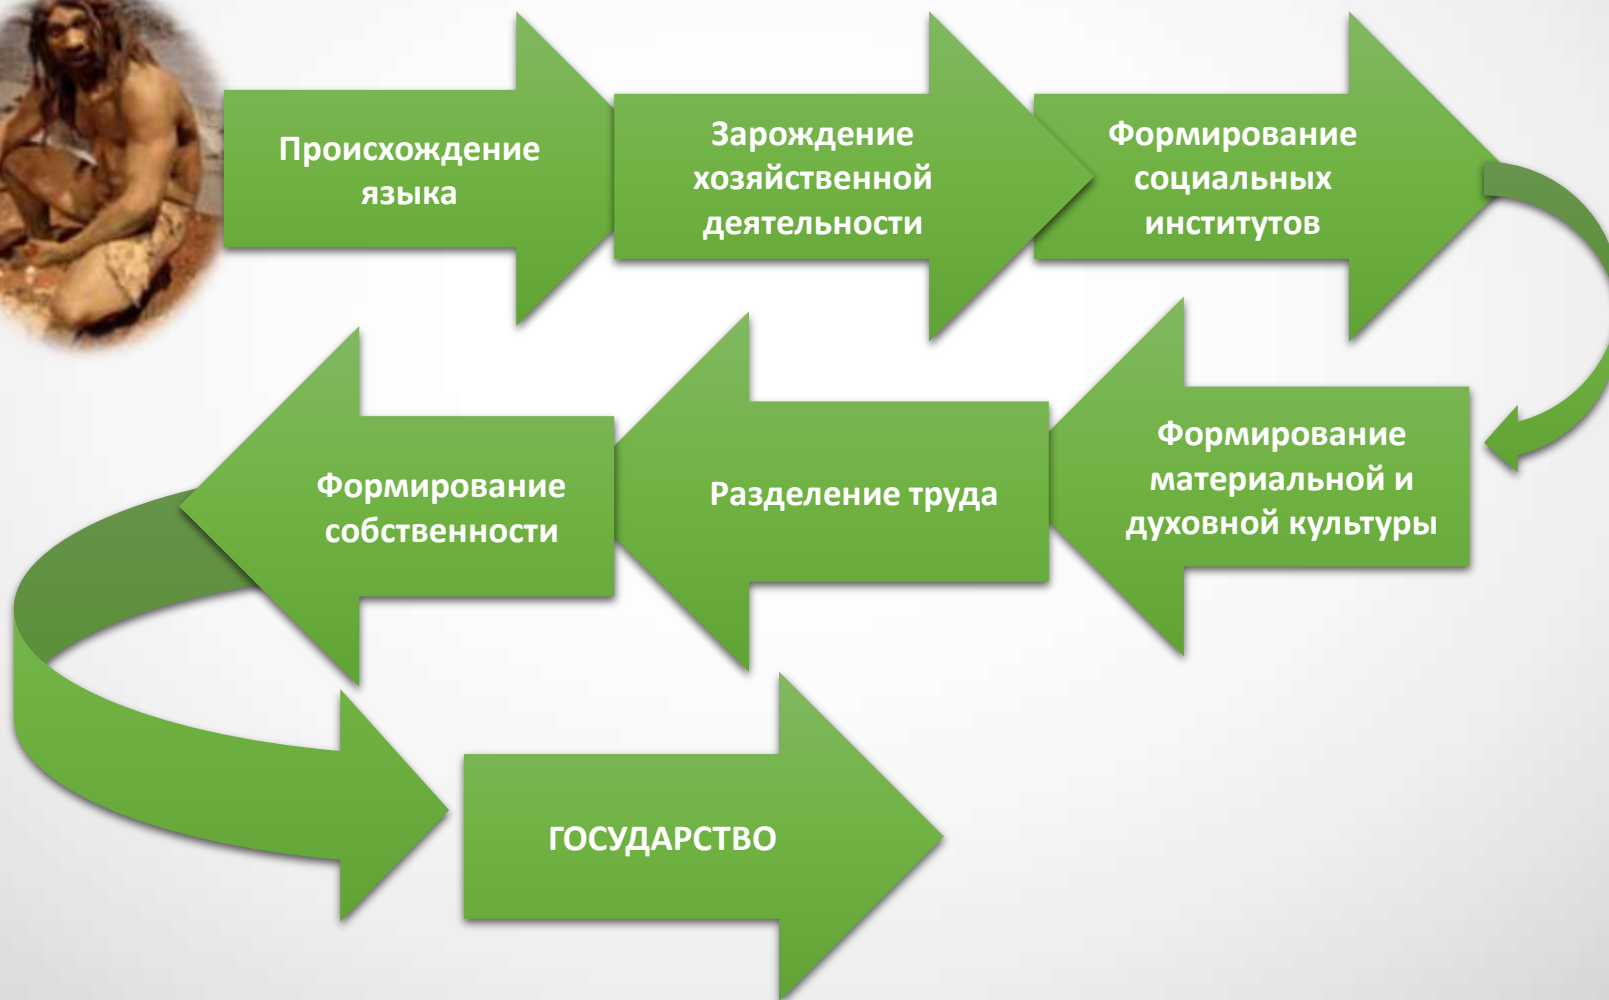 Происхождение
языка
Зарождение
хозяйственной
деятельности
Формирование
социальных
институтов
Формирование
материальной и
духовной культуры
Разделение труда
Формирование
собственности
ГОСУДАРСТВО